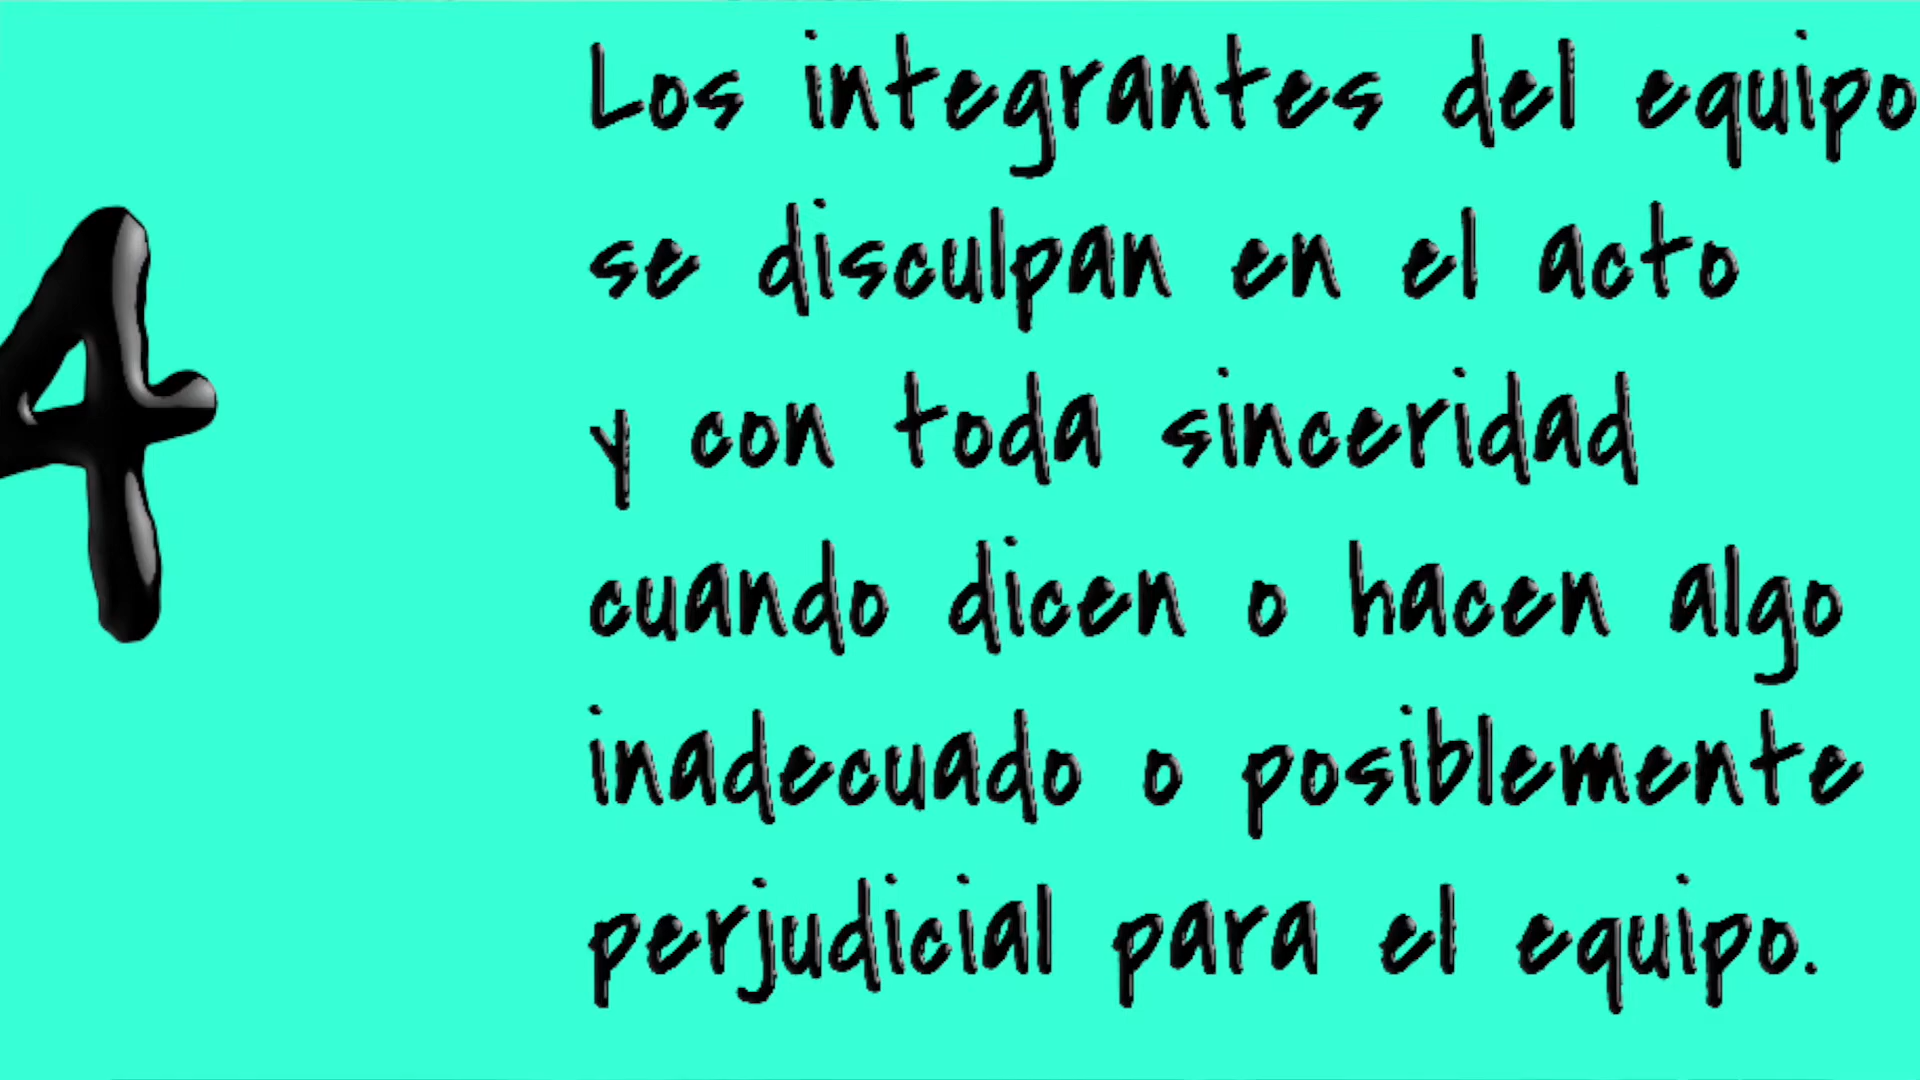 4
Los integrantes del equipo
se disculpan en el acto
y con toda sinceridad
cuando dicen o hacen algo
inadecuado o posiblemente
perjudicial para el equipo.